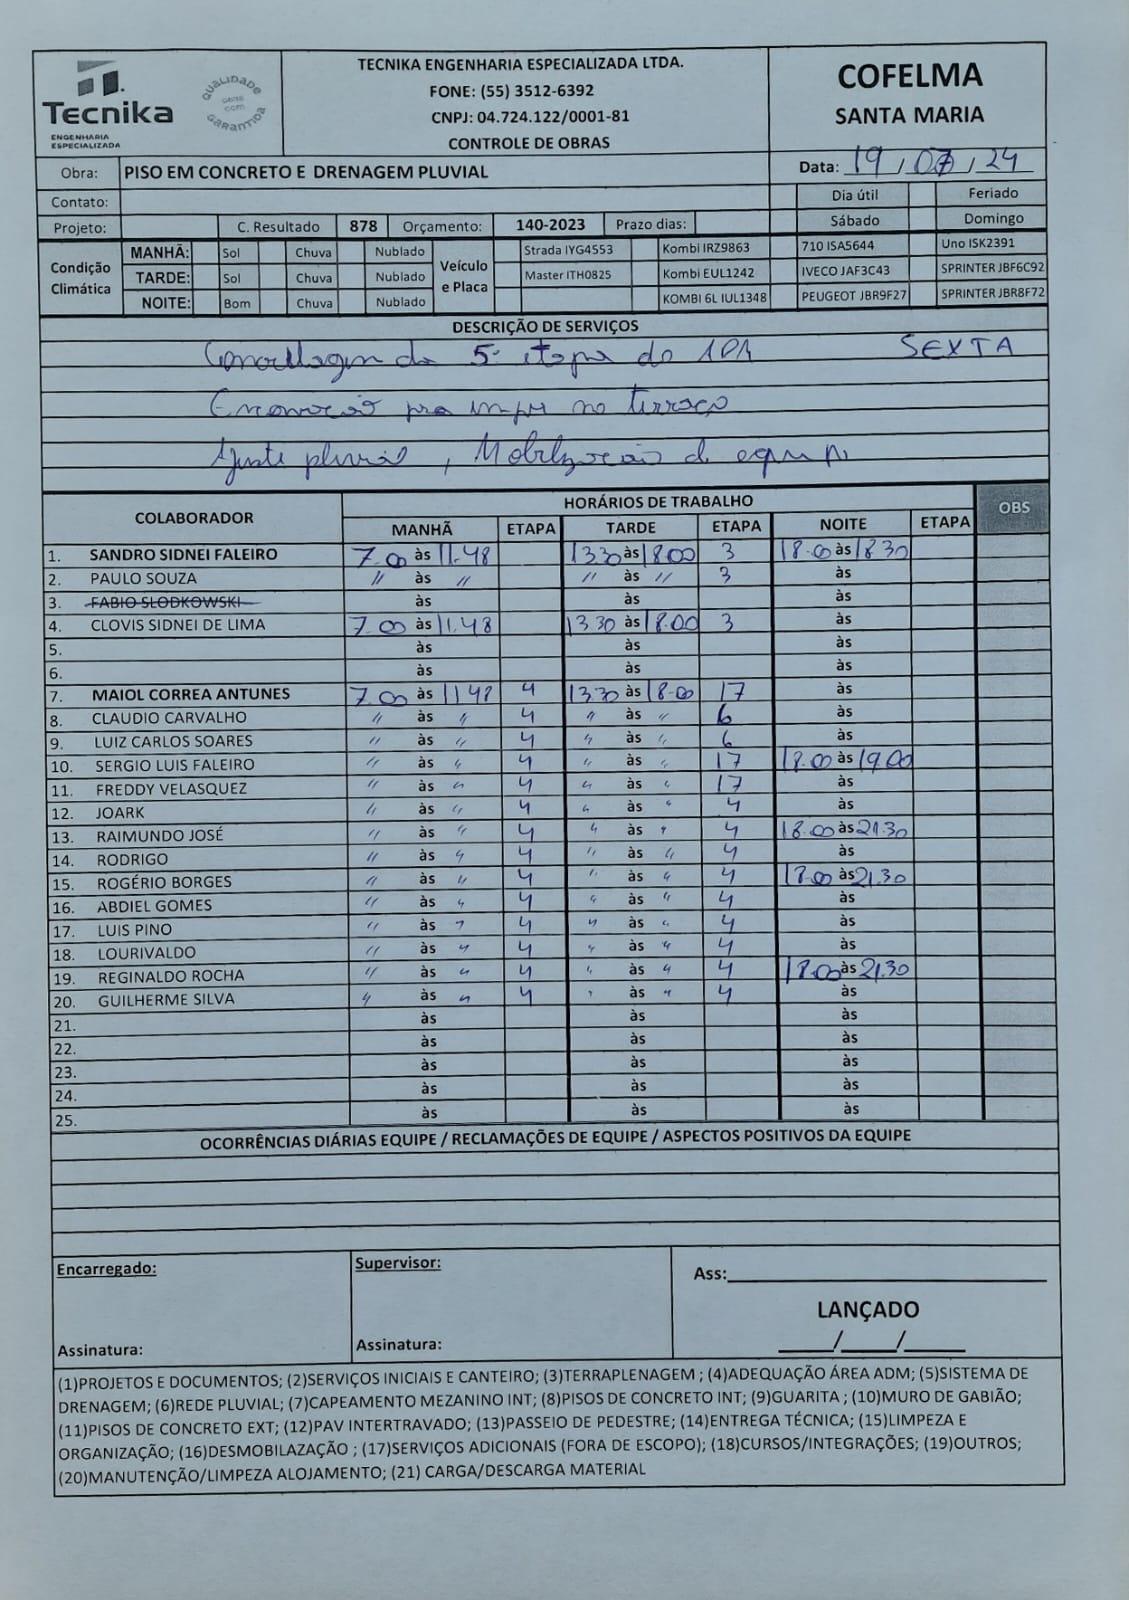 Tecnika
ENGENHARIA
ESPECIALIZADA
QUALIDADE
GARANTIDA
TECNIKA ENGENHARIA ESPECIALIZADA LTDA.
FONE: (55) 3512-6392
CNPJ: 04.724.122/0001-81
CONTROLE DE OBRAS
COFELMA
SANTA MARIA
Obra: PISO EM CONCRETO E DRENAGEM PLUVIAL
Data: 19/07/24
Contato:
Dia útil Feriado
Projeto: C. Resultado 878 Orçamento: 140-2023 Prazo dias:
Sábado Domingo
Condição Climática
MANHÃ: Sol Chuva Nublado
TARDE: Sol Chuva Nublado
NOITE: Bom Chuva Nublado
Veículo e Placa
Strada IYG4553 Kombi IRZ9863 710 ISA5644 Uno ISK2391
Master ITH0825 Kombi EUL1242 IVECO JAF3C43 SPRINTER JBF6C92
KOMBI 6L IUL1348 PEUGEOT JBR9F27 SPRINTER JBR8F72
DESCRIÇÃO DE SERVIÇOS
da 5ª etapa do SEXTA
pra no terraço
Ajuste pluvial, Mobilização de equip
COLABORADOR HORÁRIOS DE TRABALHO OBS
MANHÃ ETAPA TARDE ETAPA NOITE ETAPA
1. SANDRO SIDNEI FALEIRO 7.00 às 11.48 13.30 às 18.00 3 18.00 às 18.30
2. PAULO SOUZA // às // // às // 3 às
3. FABIO SLODKOWSKI às às às
4. CLOVIS SIDNEI DE LIMA 7.00 às 11.48 13.30 às 18.00 3 às
5. às às às
6. às às às
7. MAIOL CORREA ANTUNES 7.00 às 11.48 4 13.30 às 18.00 17 às
8. CLAUDIO CARVALHO // às // 4 // às // 6 às
9. LUIZ CARLOS SOARES // às // 4 // às // 6 às
10. SERGIO LUIS FALEIRO // às // 4 // às // 17 18.00 às 19.00
11. FREDDY VELASQUEZ // às // 4 // às // 17 às
12. JOARK // às // 4 // às // 4 às
13. RAIMUNDO JOSÉ // às // 4 // às // 4 18.00 às 21.30
14. RODRIGO // às // 4 // às // 4 às
15. ROGÉRIO BORGES // às // 4 // às // 4 18.00 às 21.30
16. ABDIEL GOMES // às // 4 // às // 4 às
17. LUIS PINO // às // 4 // às // 4 às
18. LOURIVALDO // às // 4 // às // 4 às
19. REGINALDO ROCHA // às // 4 // às // 4 18.00 às 21.30
20. GUILHERME SILVA // às // 4 // às // 4 às
21. às às às
22. às às às
23. às às às
24. às às às
25. às às às
OCORRÊNCIAS DIÁRIAS EQUIPE / RECLAMAÇÕES DE EQUIPE / ASPECTOS POSITIVOS DA EQUIPE
Encarregado: Supervisor: Ass:
LANÇADO
Assinatura: Assinatura: __/__/__
(1)PROJETOS E DOCUMENTOS; (2)SERVIÇOS INICIAIS E CANTEIRO; (3)TERRAPLENAGEM ; (4)ADEQUAÇÃO ÁREA ADM; (5)SISTEMA DE
DRENAGEM; (6)REDE PLUVIAL; (7)CAPEAMENTO MEZANINO INT; (8)PISOS DE CONCRETO INT; (9)GUARITA ; (10)MURO DE GABIÃO;
(11)PISOS DE CONCRETO EXT; (12)PAV INTERTRAVADO; (13)PASSEIO DE PEDESTRE; (14)ENTREGA TÉCNICA; (15)LIMPEZA E
ORGANIZAÇÃO; (16)DESMOBILAZAÇÃO ; (17)SERVIÇOS ADICIONAIS (FORA DE ESCOPO); (18)CURSOS/INTEGRAÇÕES; (19)OUTROS;
(20)MANUTENÇÃO/LIMPEZA ALOJAMENTO; (21) CARGA/DESCARGA MATERIAL